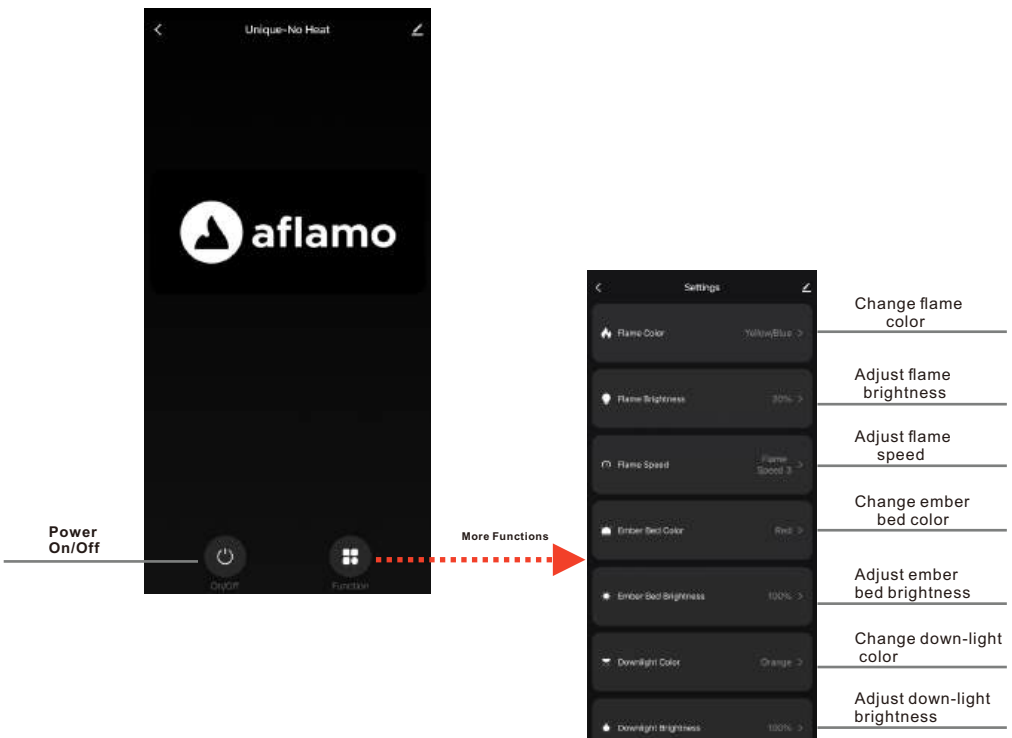 Unique-No Heat
aflamo
Power
On/Off
On/Off
Function
More Functions
Settings
Flame Color
Yellow/Blue
Change flame
color
Flame Brightness
Adjust flame
brightness
Flame Speed
Flame
Speed 3
Adjust flame
speed
Ember Bed Color
Red
Change ember
bed color
Ember Bed Brightness
100%
Adjust ember
bed brightness
Downlight Color
Orange
Change down-light
color
Downlight Brightness
100%
Adjust down-light
brightness